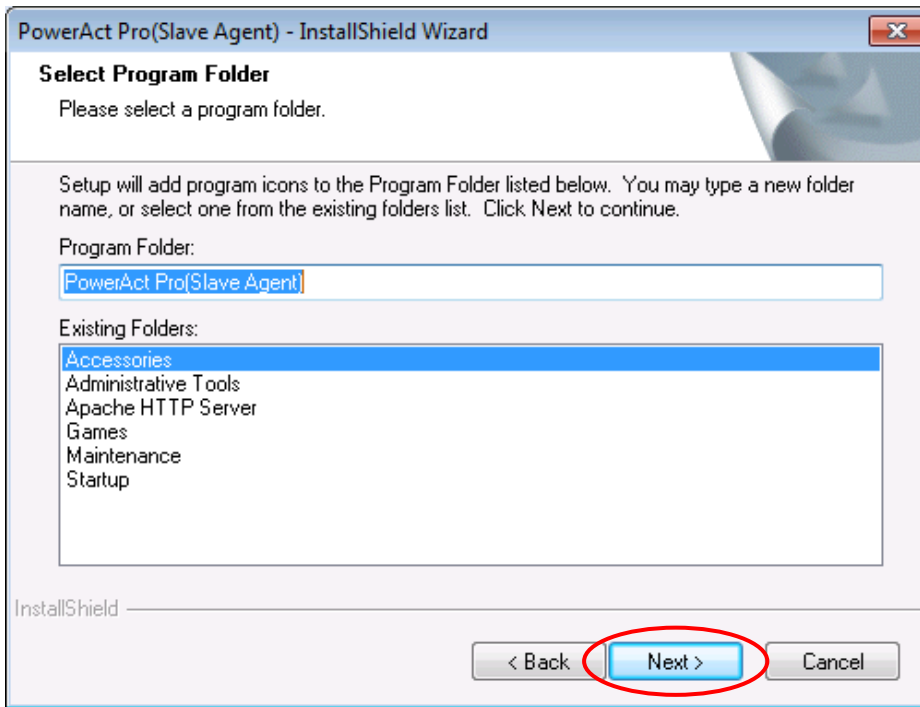 PowerAct Pro(Slave Agent) - InstallShield Wizard
Select Program Folder
Please select a program folder.
Setup will add program icons to the Program Folder listed below.  You may type a new folder
name, or select one from the existing folders list.  Click Next to continue.
Program Folder:
PowerAct Pro(Slave Agent)
Existing Folders:
Accessories
Administrative Tools
Apache HTTP Server
Games
Maintenance
Startup
InstallShield
< Back Next > Cancel